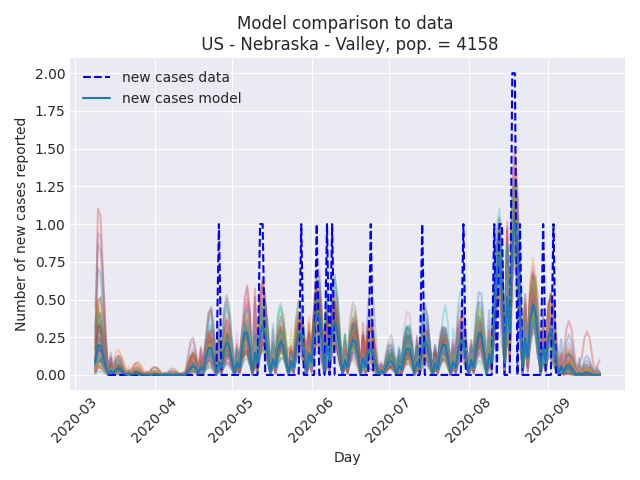 Model comparison to data
US - Nebraska - Valley, pop. = 4158
new cases data
new cases model
Number of new cases reported
2.00
1.75
1.50
1.25
1.00
0.75
0.50
0.25
0.00
2020-03
2020-04
2020-05
2020-06
2020-07
2020-08
2020-09
Day